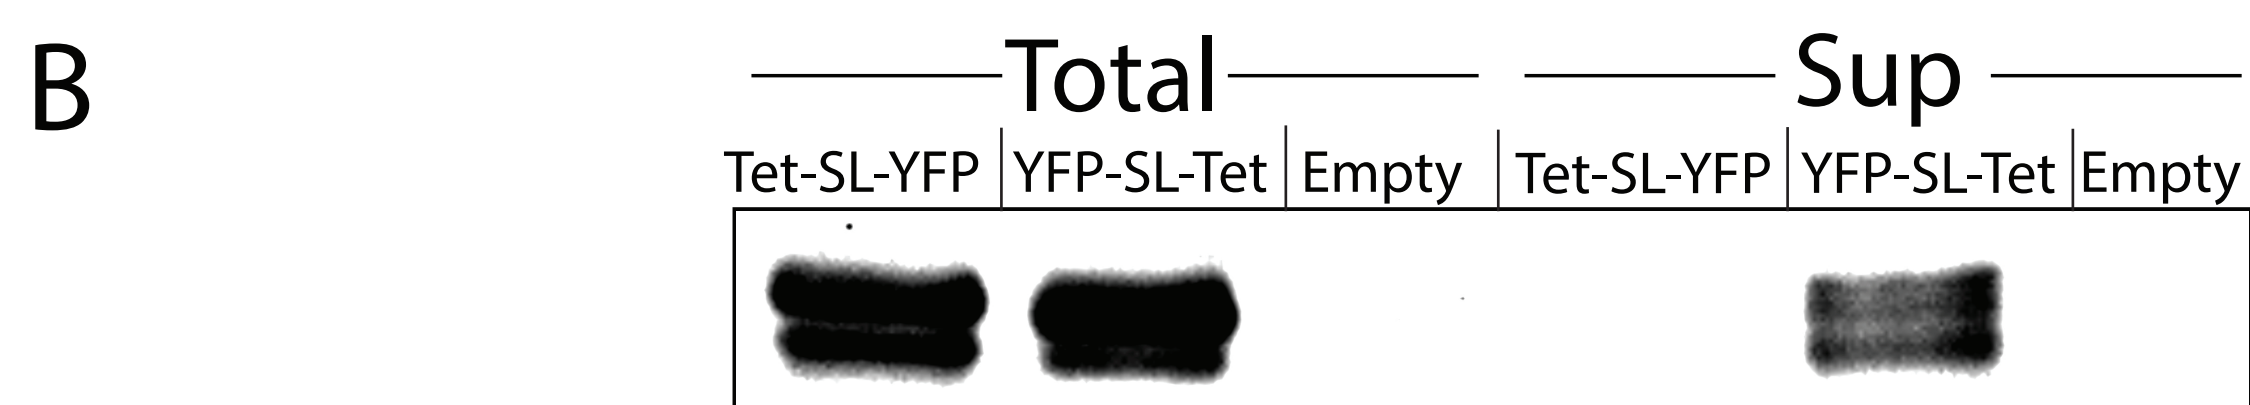 B
Total Sup
Tet-SL-YFP YFP-SL-Tet Empty Tet-SL-YFP YFP-SL-Tet Empty